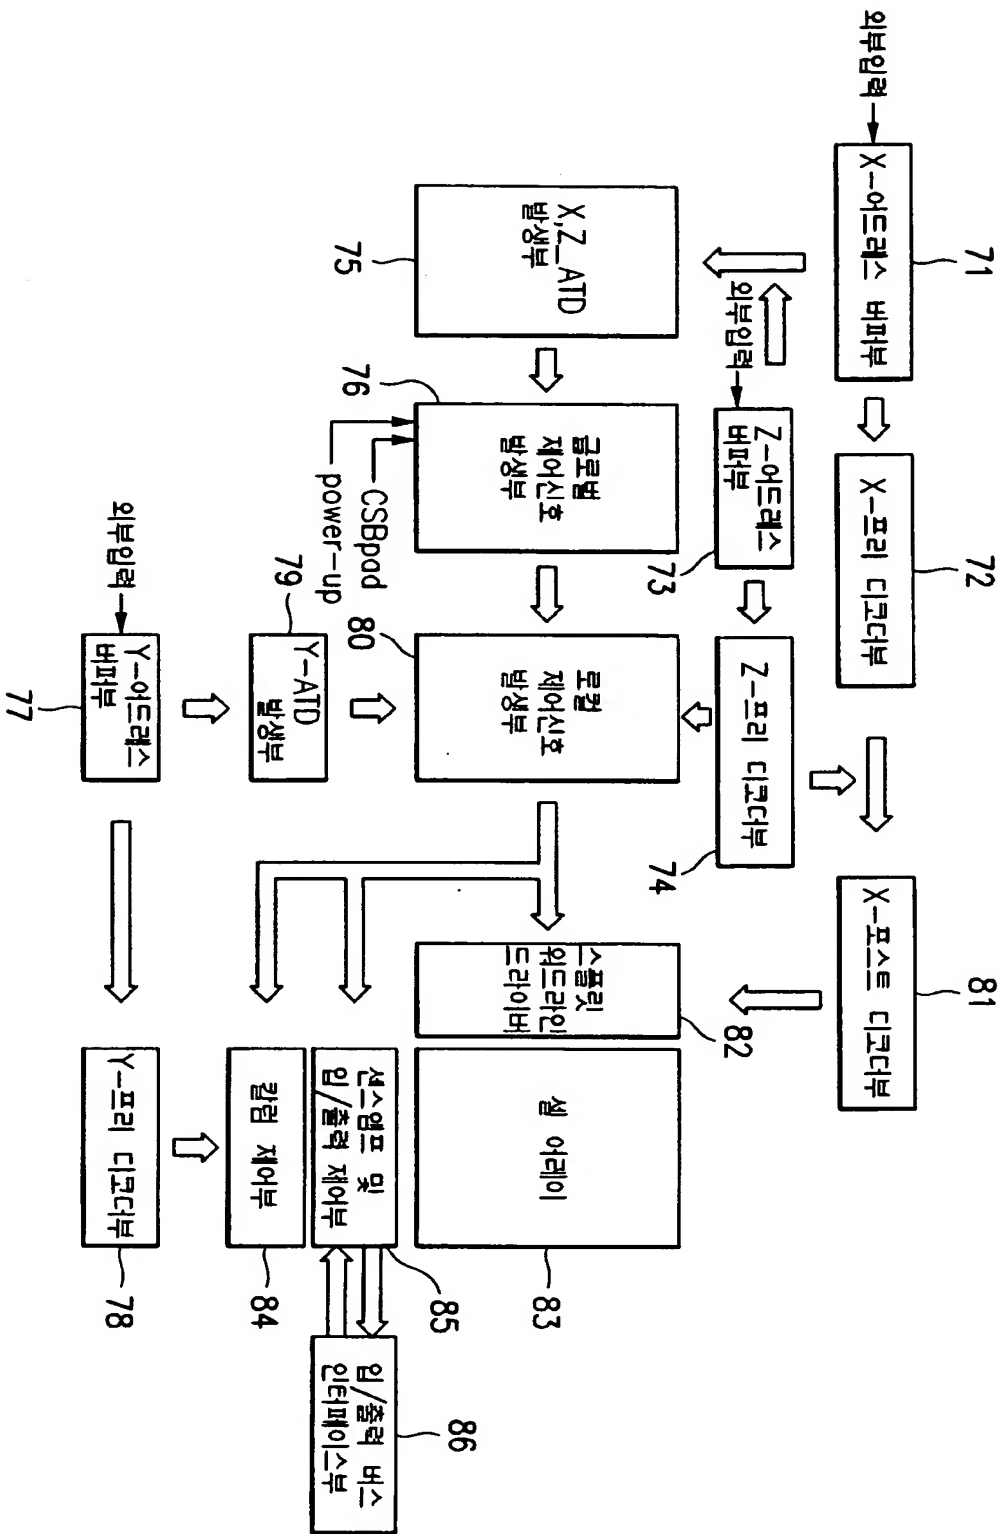 외부입력
X-어드레스 버퍼부
71
X-프리 디코더부
72
X-포스트 디코더부
81
외부입력
Z-어드레스
버퍼부
73
Z-프리 디코더부
74
X,Z_ATD
발생부
75
글로벌
제어신호
발생부
76
CSBpad
power-up
로컬
제어신호
발생부
80
스플릿
워드라인
드라이버
82
셀 어레이
83
Y-ATD
발생부
79
센스앰프 및
입/출력 제어부
85
입/출력 버스
인터페이스부
86
칼럼 제어부
84
외부입력
Y-어드레스
버퍼부
77
Y-프리 디코더부
78